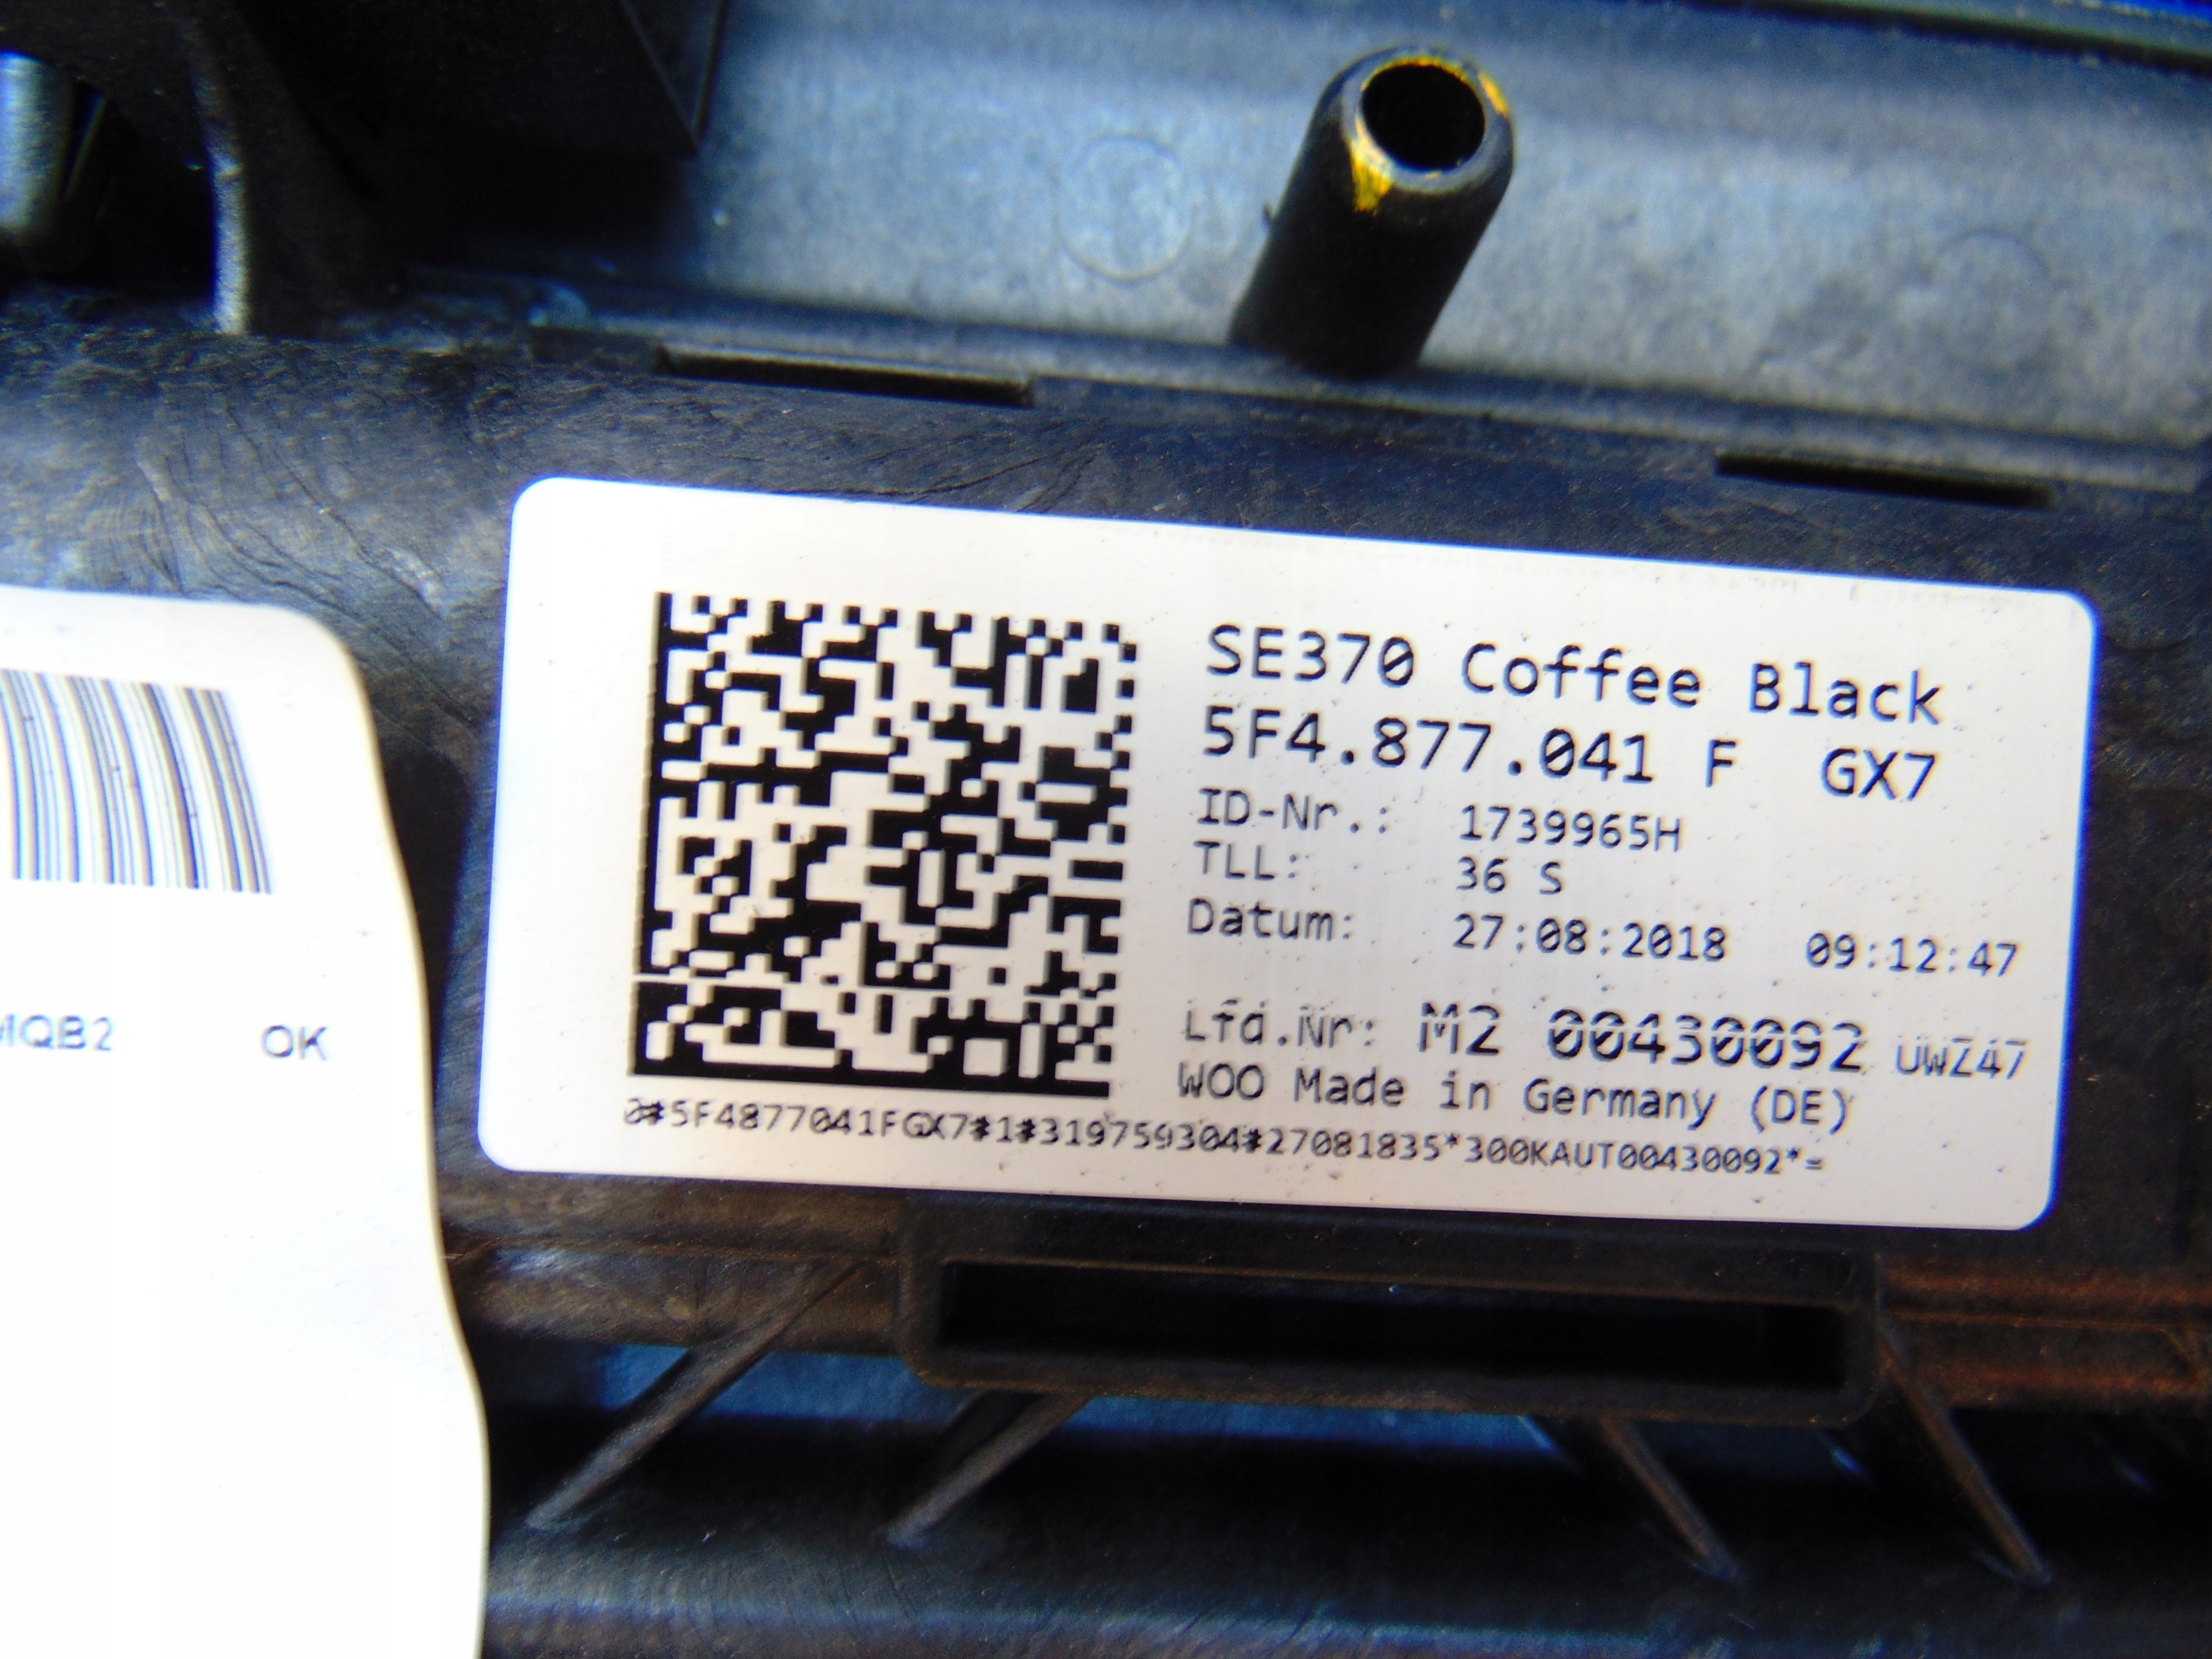 SE370 Coffee Black
5F4.877.041 F GX7
ID-Nr.: 1739965H
TLL: 36 S
Datum: 27:08:2018 09:12:47
Lfd.Nr: M2 00430092 UWZ47
WOO Made in Germany (DE)
0#5F4877041FGX7#1#319759304#27081835*300KAUT00430092*=
MQB2 OK